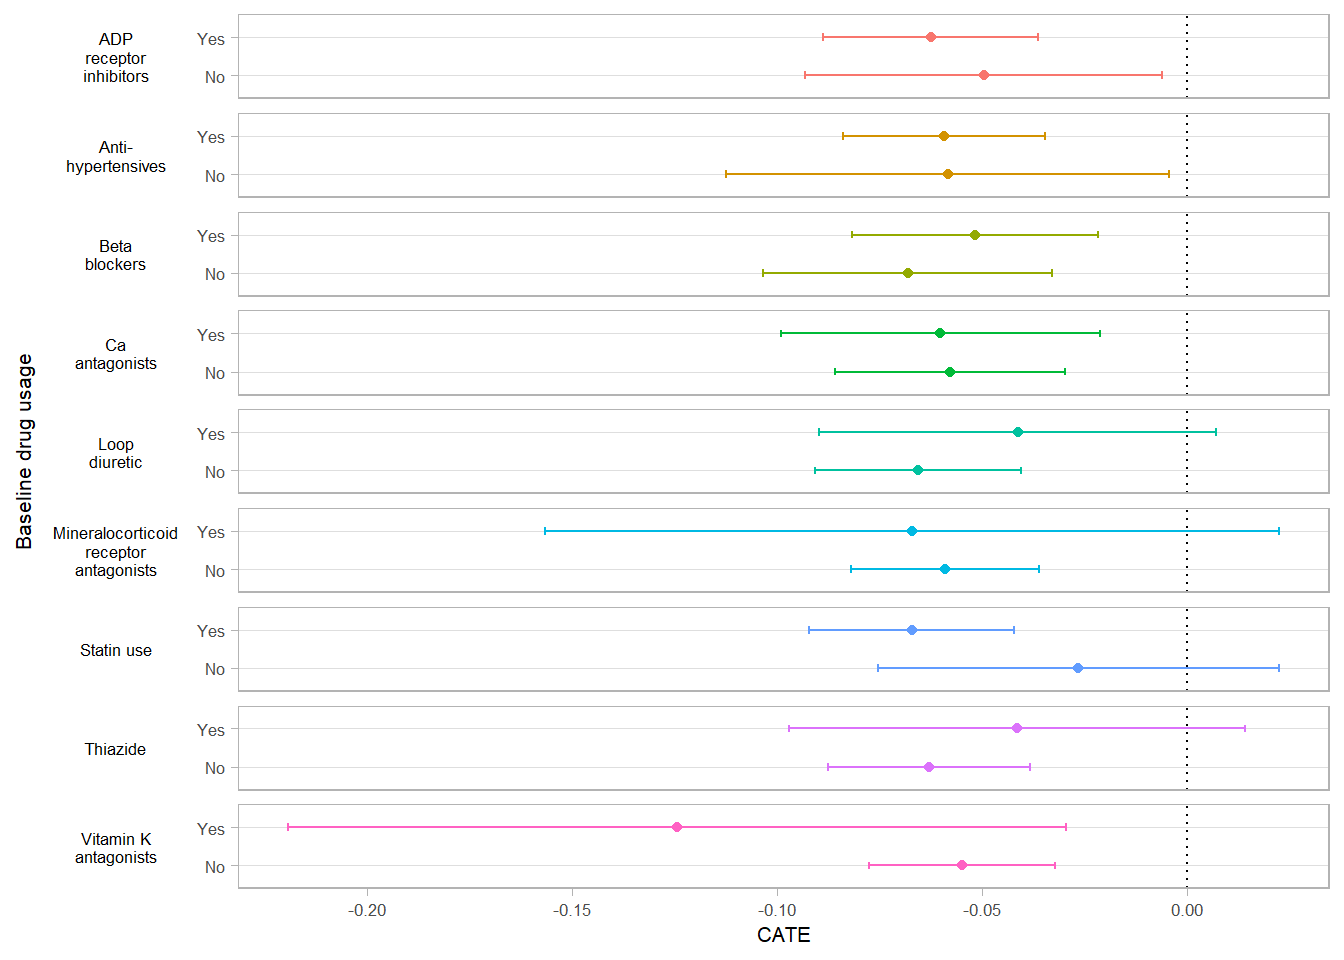 Baseline drug usage
ADP
receptor
inhibitors
Yes
No
Anti-
hypertensives
Yes
No
Beta
blockers
Yes
No
Ca
antagonists
Yes
No
Loop
diuretic
Yes
No
Mineralocorticoid
receptor
antagonists
Yes
No
Statin use
Yes
No
Thiazide
Yes
No
Vitamin K
antagonists
Yes
No
-0.20 -0.15 -0.10 -0.05 0.00
CATE